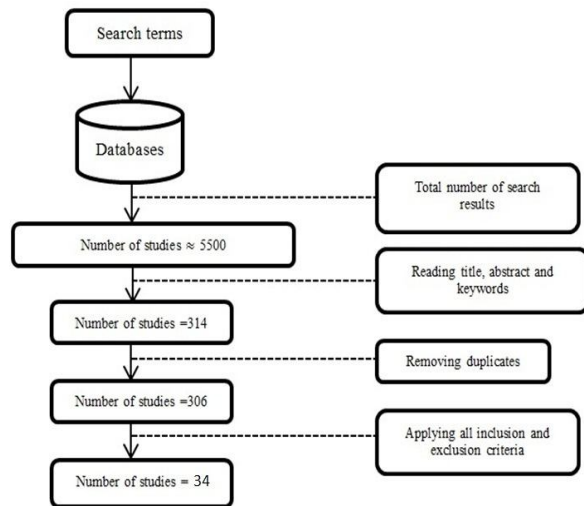 Search terms
Databases
Total number of search
results
Number of studies ≈ 5500
Reading title, abstract and
keywords
Number of studies =314
Removing duplicates
Number of studies =306
Applying all inclusion and
exclusion criteria
Number of studies = 34